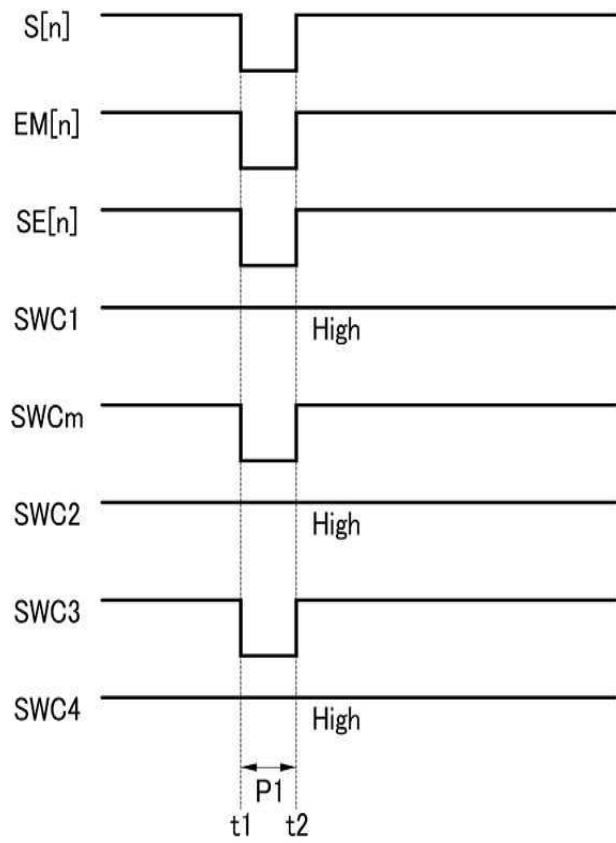 S[n]
EM[n]
SE[n]
SWC1
High
SWCm
SWC2
High
SWC3
SWC4
High
P1
t1 t2